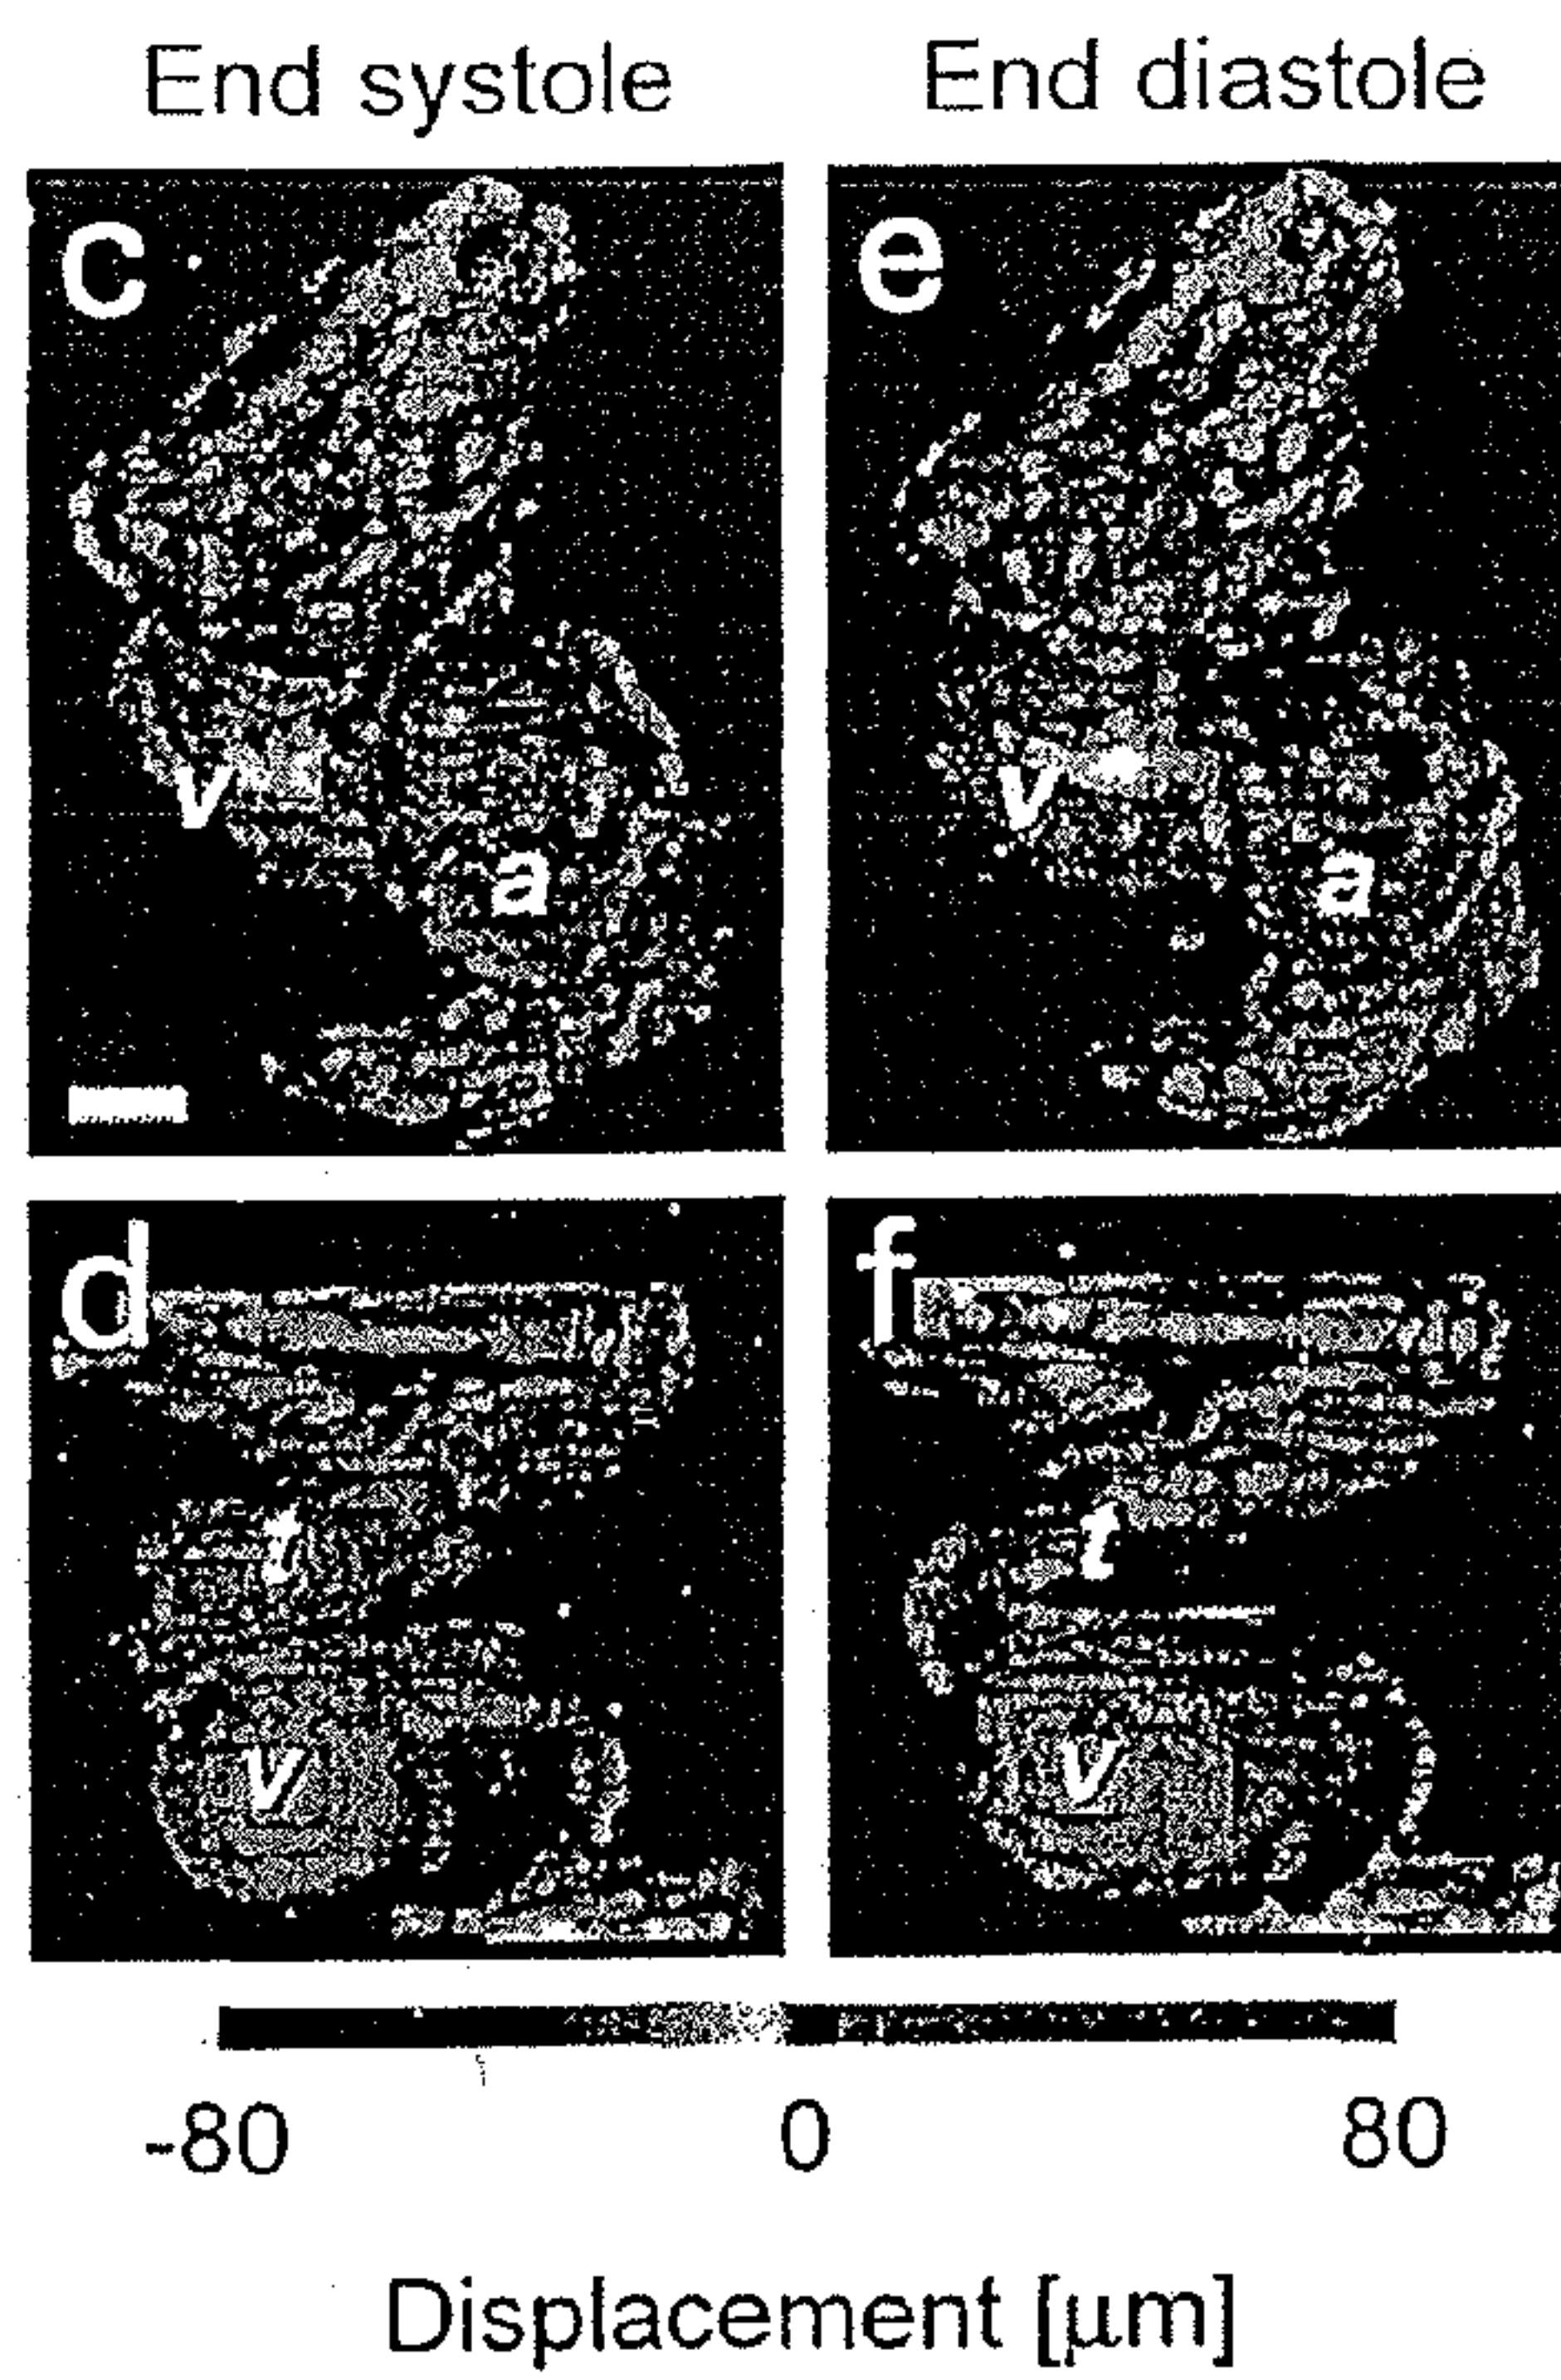 End systole End diastole
c e
v a v a
d f
t t
v v
-80 0 80
Displacement [μm]